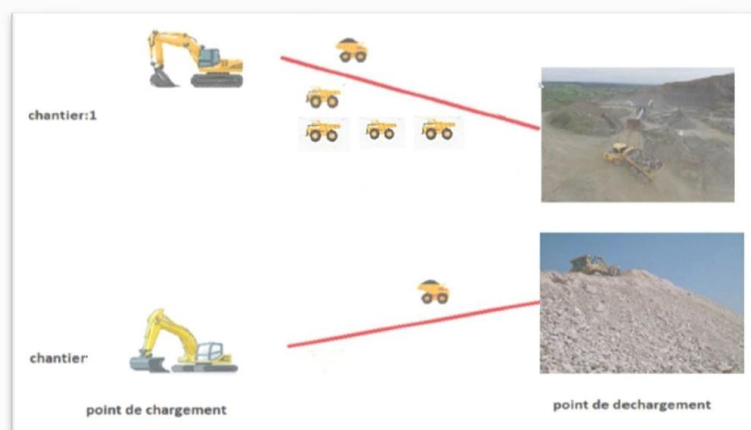 chantier:1
chantier
point de chargement
point de dechargement